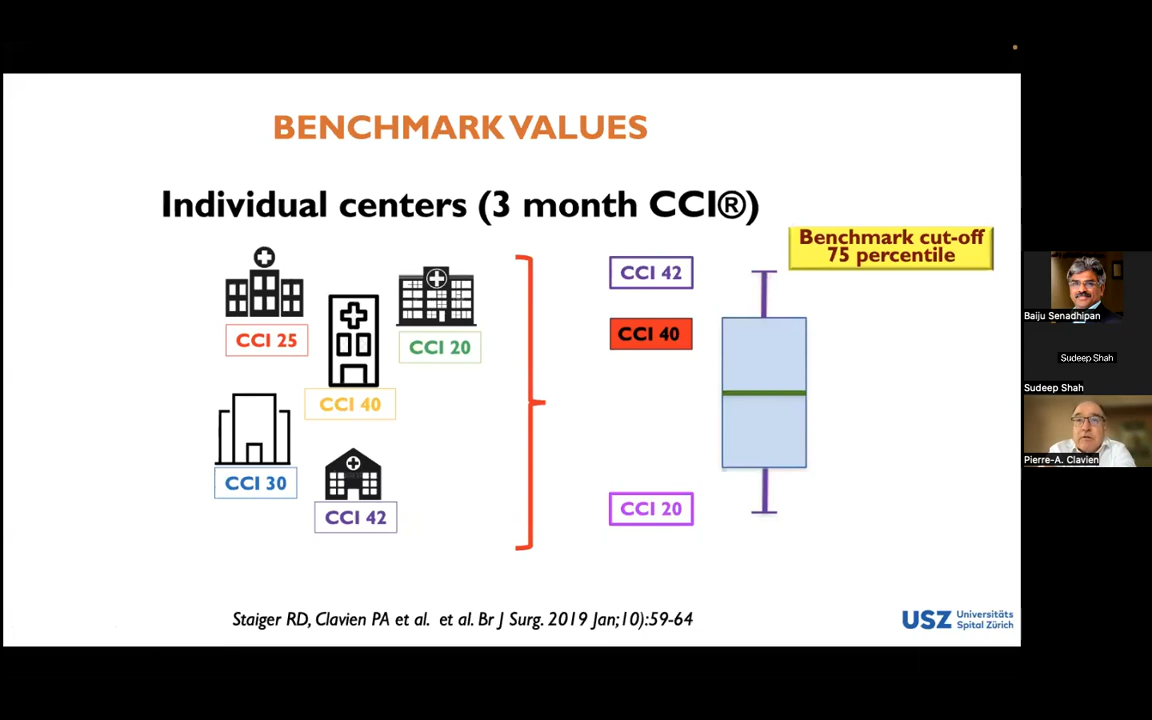 BENCHMARK VALUES
Individual centers (3 month CCI®)
Benchmark cut-off
75 percentile
CCI 25
CCI 20
CCI 40
CCI 30
CCI 42
CCI 42
CCI 40
CCI 20
Staiger RD, Clavien PA et al. et al. Br J Surg. 2019 Jan;10):59-64
USZ Universitäts
Spital Zürich
Baiju Senadhipan
Sudeep Shah
Sudeep Shah
Pierre-A. Clavien